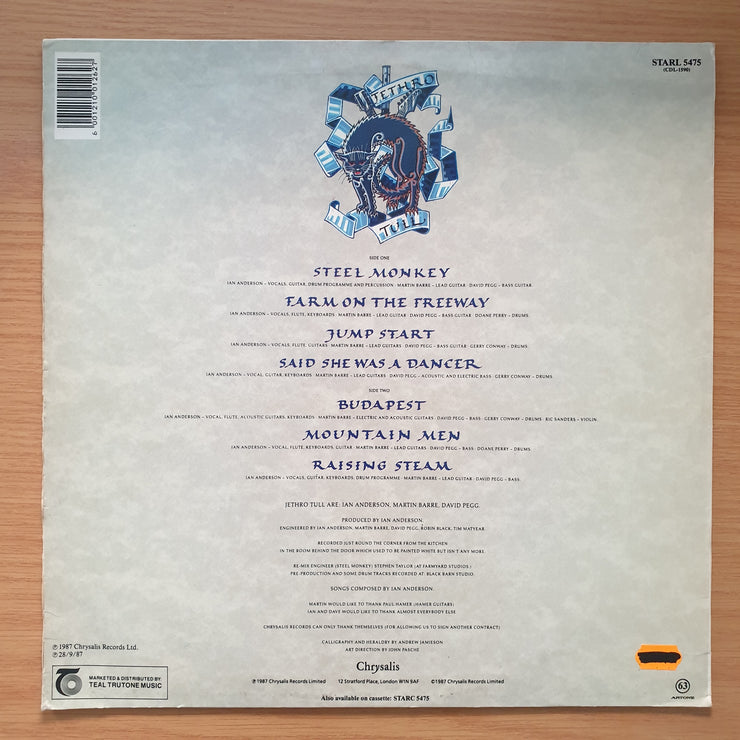 6 001210 012627
STARL 5475
(CDL-1590)
JETHRO
TULL
SIDE ONE
STEEL MONKEY
IAN ANDERSON – VOCALS, GUITAR, DRUM PROGRAMME AND PERCUSSION · MARTIN BARRE – LEAD GUITAR · DAVID PEGG – BASS GUITAR.
FARM ON THE FREEWAY
IAN ANDERSON – VOCALS, FLUTE, KEYBOARDS · MARTIN BARRE – LEAD GUITAR · DAVID PEGG – BASS GUITAR · DOANE PERRY – DRUMS.
JUMP START
IAN ANDERSON – VOCALS, FLUTE, GUITARS · MARTIN BARRE – LEAD GUITARS · DAVID PEGG – BASS GUITAR · GERRY CONWAY – DRUMS.
SAID SHE WAS A DANCER
IAN ANDERSON – VOCAL, GUITAR, KEYBOARDS · MARTIN BARRE – LEAD GUITARS · DAVID PEGG – ACOUSTIC AND ELECTRIC BASS · GERRY CONWAY – DRUMS.
SIDE TWO
BUDAPEST
IAN ANDERSON – VOCAL, FLUTE, ACOUSTIC GUITARS, KEYBOARDS · MARTIN BARRE – ELECTRIC AND ACOUSTIC GUITARS · DAVID PEGG – BASS · GERRY CONWAY – DRUMS · RIC SANDERS – VIOLIN.
MOUNTAIN MEN
IAN ANDERSON – VOCAL, FLUTE, KEYBOARDS, GUITAR · MARTIN BARRE – LEAD GUITARS · DAVID PEGG – BASS · DOANE PERRY – DRUMS.
RAISING STEAM
IAN ANDERSON – VOCALS, GUITAR, KEYBOARDS, DRUM PROGRAMME · MARTIN BARRE – LEAD GUITAR · DAVID PEGG – BASS.
JETHRO TULL ARE: IAN ANDERSON, MARTIN BARRE, DAVID PEGG.
PRODUCED BY IAN ANDERSON
ENGINEERED BY IAN ANDERSON, MARTIN BARRE, DAVID PEGG, ROBIN BLACK, TIM MATYEAR.
RECORDED JUST ROUND THE CORNER FROM THE KITCHEN
IN THE ROOM BEHIND THE DOOR WHICH USED TO BE PAINTED WHITE BUT ISN'T ANY MORE.
RE-MIX ENGINEER (STEEL MONKEY) STEPHEN TAYLOR (AT FARMYARD STUDIOS.)
PRE-PRODUCTION AND SOME DRUM TRACKS RECORDED AT: BLACK BARN STUDIO.
SONGS COMPOSED BY IAN ANDERSON.
MARTIN WOULD LIKE TO THANK PAUL HAMER (HAMER GUITARS)
IAN AND DAVE WOULD LIKE TO THANK ALMOST EVERYBODY ELSE
CHRYSALIS RECORDS CAN ONLY THANK THEMSELVES (FOR ALLOWING US TO SIGN ANOTHER CONTRACT)
CALLIGRAPHY AND HERALDRY BY ANDREW JAMIESON
ART DIRECTION BY JOHN PASCHE
Chrysalis
℗ 1987 Chrysalis Records Limited 12 Stratford Place, London W1N 9AF ©1987 Chrysalis Records Limited
Also available on cassette: STARC 5475
℗ 1987 Chrysalis Records Ltd.
℗ 28/9/87
MARKETED & DISTRIBUTED BY:
TEAL TRUTONE MUSIC
63
ARTONE